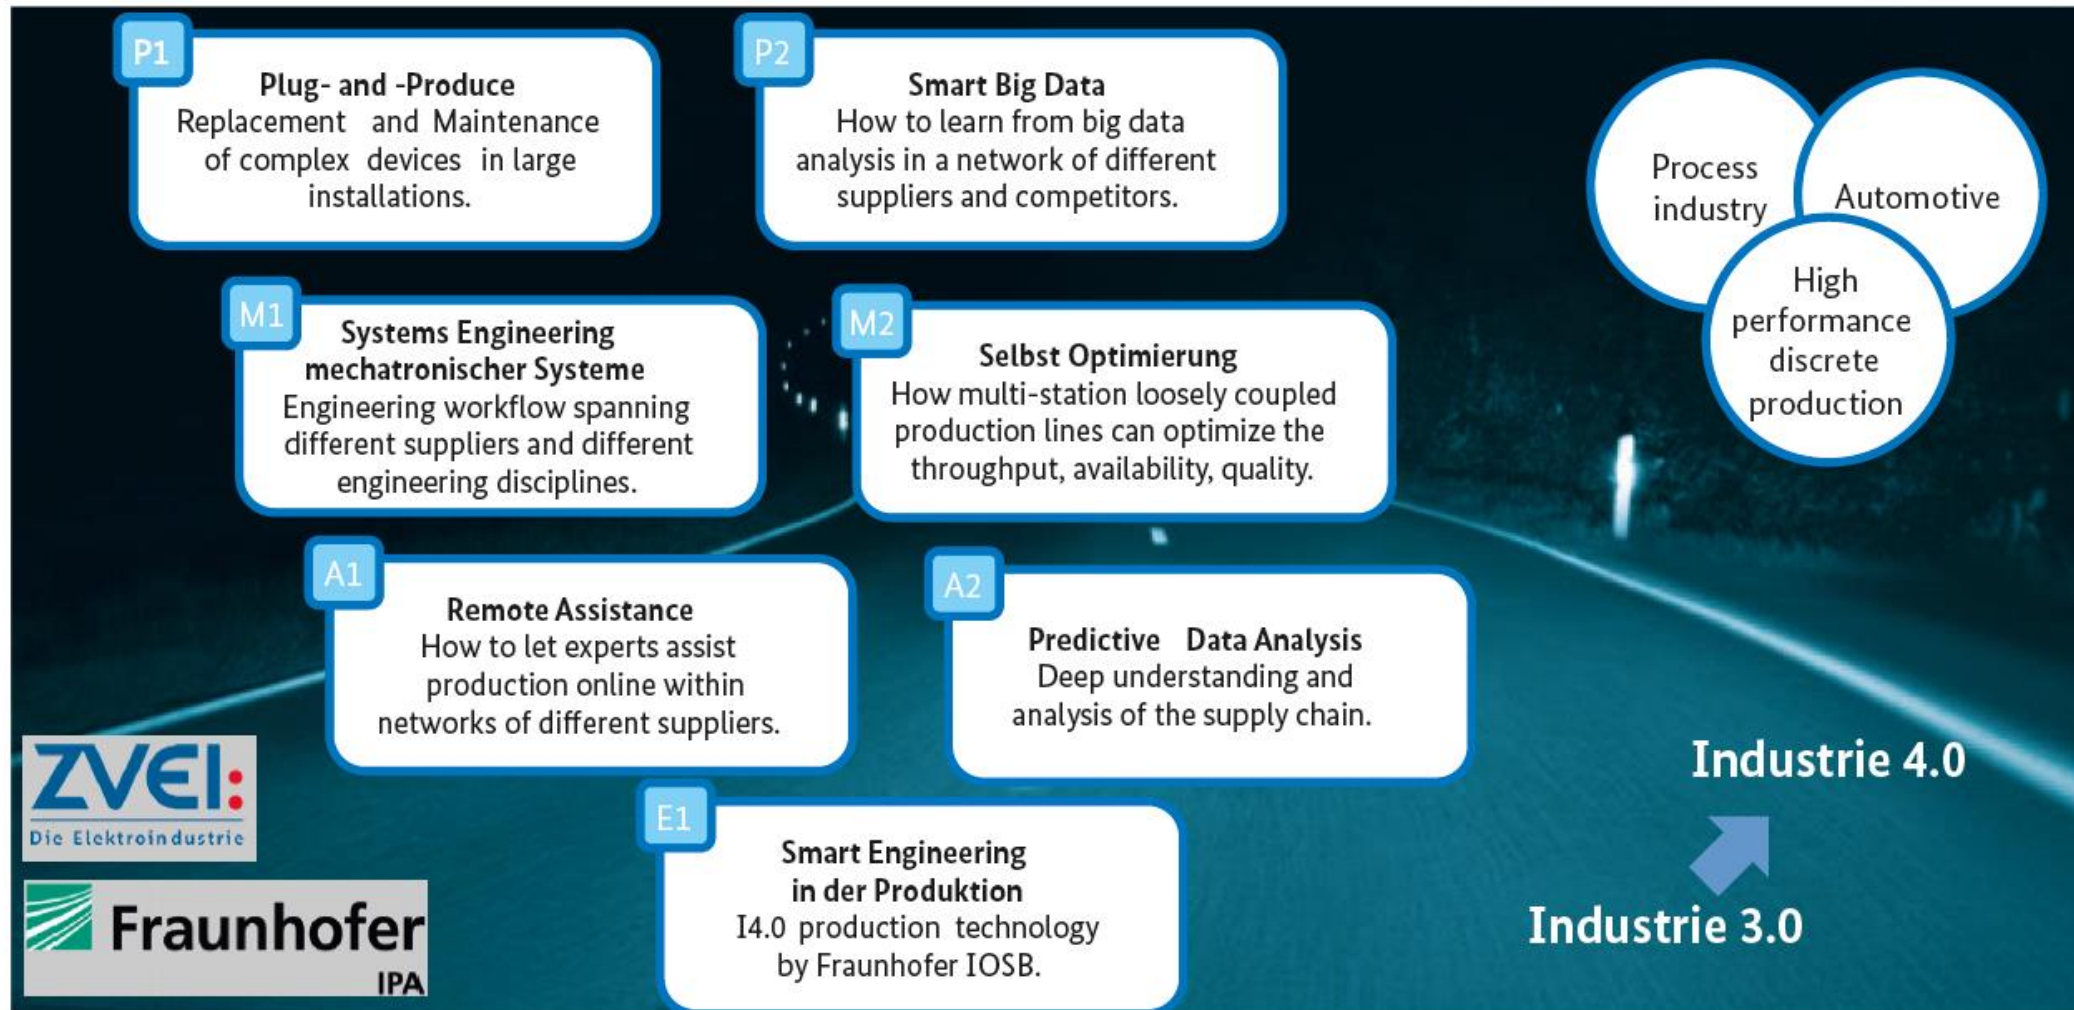 P1
Plug- and -Produce
Replacement and Maintenance
of complex devices in large
installations.
P2
Smart Big Data
How to learn from big data
analysis in a network of different
suppliers and competitors.
Process
industry
Automotive
High
performance
discrete
production
M1
Systems Engineering
mechatronischer Systeme
Engineering workflow spanning
different suppliers and different
engineering disciplines.
M2
Selbst Optimierung
How multi-station loosely coupled
production lines can optimize the
throughput, availability, quality.
A1
Remote Assistance
How to let experts assist
production online within
networks of different suppliers.
A2
Predictive Data Analysis
Deep understanding and
analysis of the supply chain.
E1
Smart Engineering
in der Produktion
I4.0 production technology
by Fraunhofer IOSB.
ZVEI:
Die Elektroindustrie
Fraunhofer
IPA
Industrie 4.0
Industrie 3.0